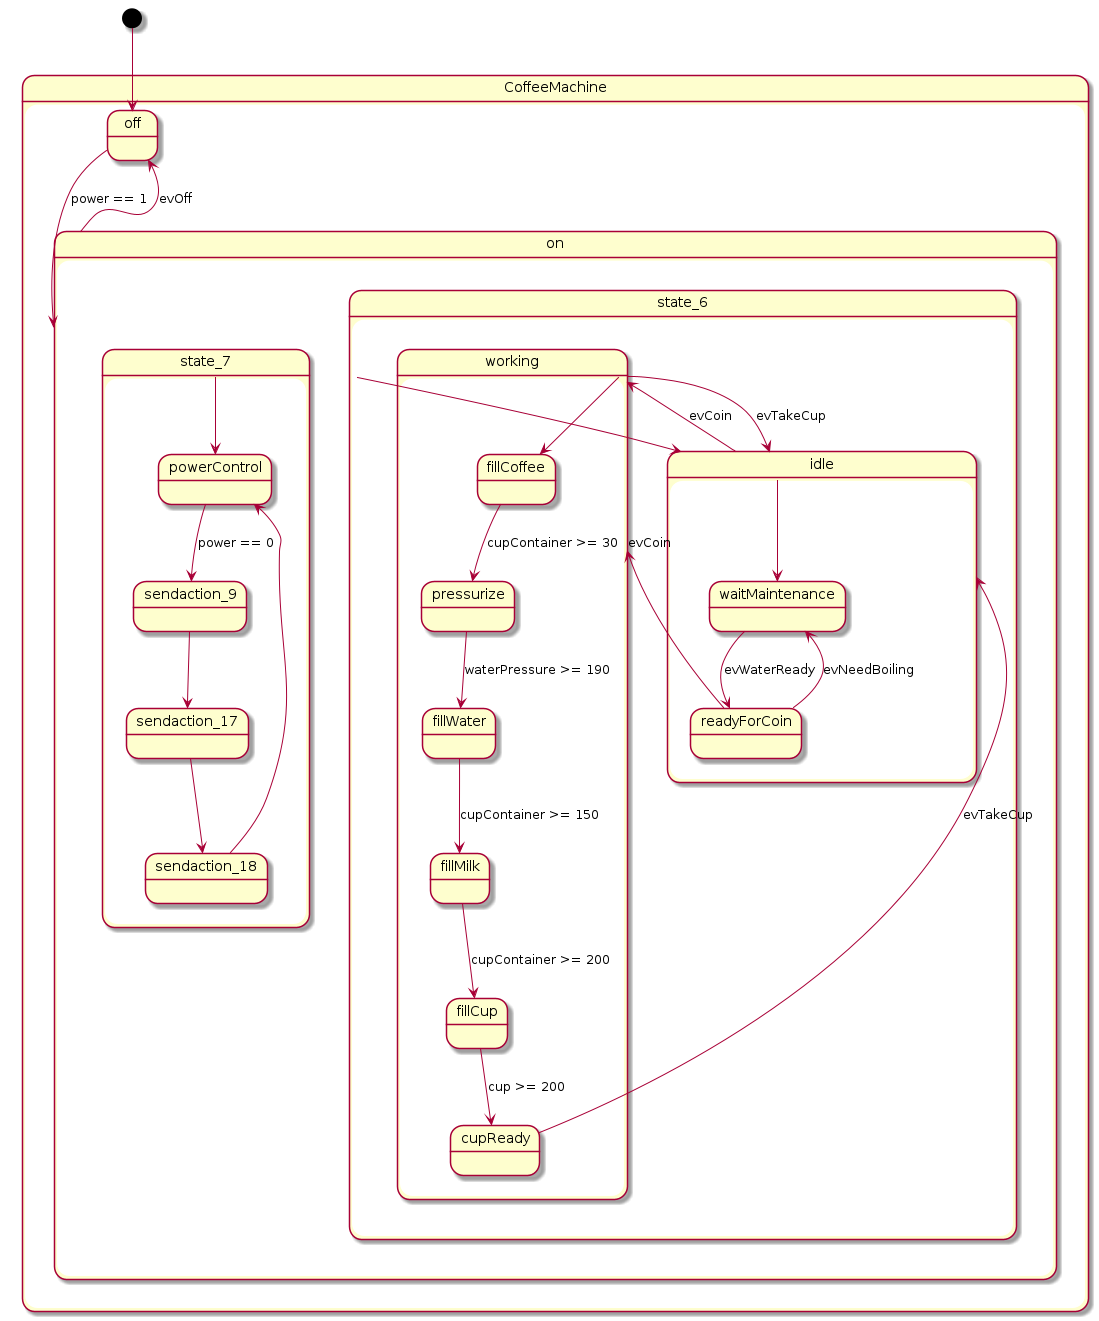 CoffeeMachine
off
power == 1
evOff
on
state_6
state_7
working
evCoin
evTakeCup
powerControl
fillCoffee
idle
power == 0
cupContainer >= 30
evCoin
sendaction_9
pressurize
waitMaintenance
waterPressure >= 190
evWaterReady
evNeedBoiling
sendaction_17
fillWater
readyForCoin
cupContainer >= 150
evTakeCup
sendaction_18
fillMilk
cupContainer >= 200
fillCup
cup >= 200
cupReady